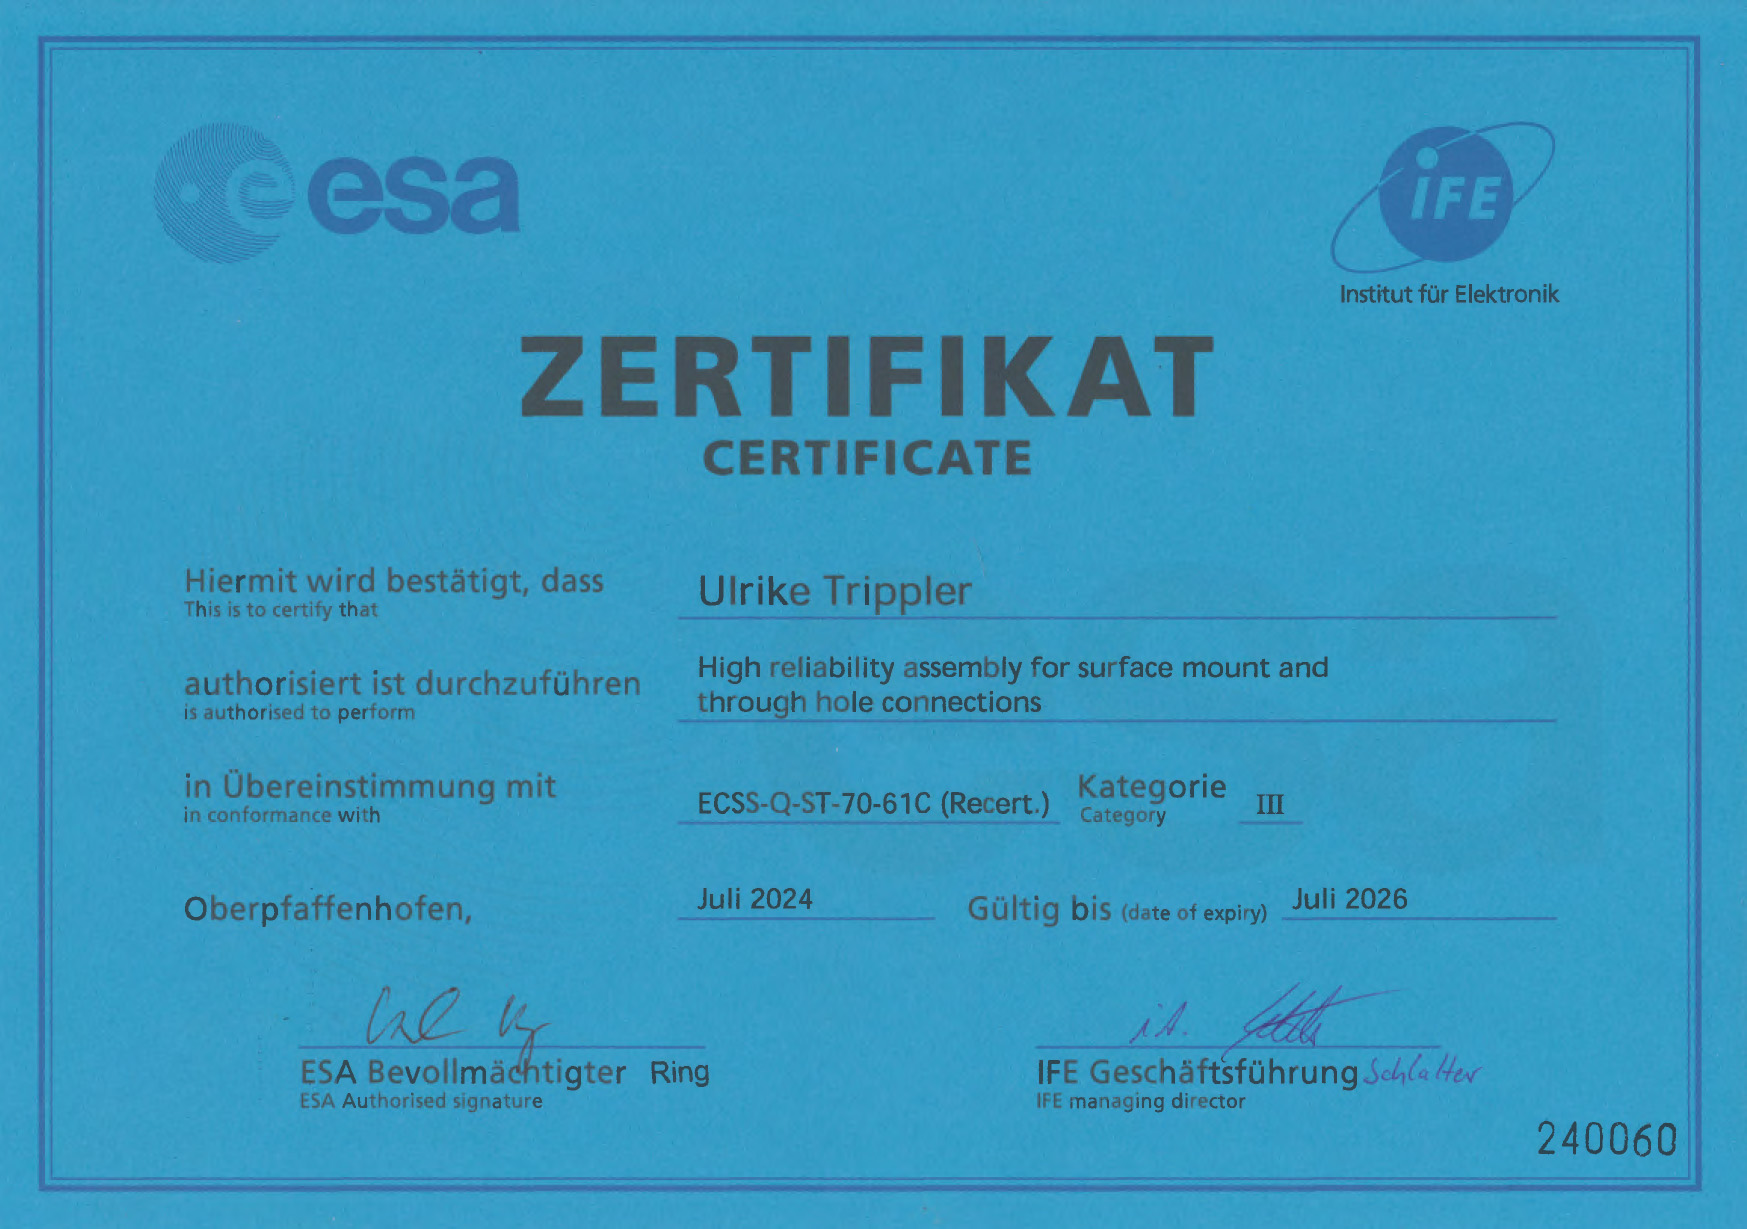 esa
iFE
Institut für Elektronik
ZERTIFIKAT
CERTIFICATE
Hiermit wird bestätigt, dass
This is to certify that
Ulrike Trippler
authorisiert ist durchzuführen
is authorised to perform
High reliability assembly for surface mount and
through hole connections
in Übereinstimmung mit
in conformance with
ECSS-Q-ST-70-61C (Recert.)
Kategorie
Category
III
Oberpfaffenhofen,
Juli 2024
Gültig bis (date of expiry)
Juli 2026
i.A.
ESA Bevollmächtigter Ring
ESA Authorised signature
IFE Geschäftsführung Schlatter
IFE managing director
240060